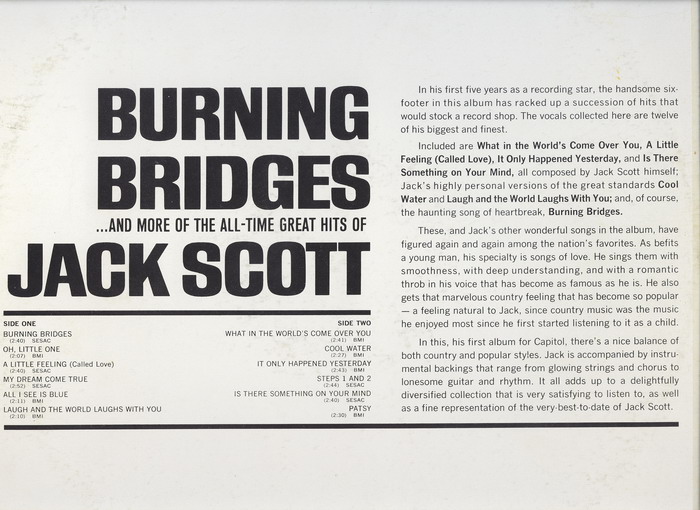 BURNING
BRIDGES
...AND MORE OF THE ALL-TIME GREAT HITS OF
JACK SCOTT
SIDE ONE
BURNING BRIDGES
(2:40) SESAC
OH, LITTLE ONE
(2:07) BMI
A LITTLE FEELING (Called Love)
(2:40) SESAC
MY DREAM COME TRUE
(2:52) SESAC
ALL I SEE IS BLUE
(2:11) BMI
LAUGH AND THE WORLD LAUGHS WITH YOU
(2:10) BMI
SIDE TWO
WHAT IN THE WORLD'S COME OVER YOU
(2:41) BMI
COOL WATER
(2:27) BMI
IT ONLY HAPPENED YESTERDAY
(2:43) BMI
STEPS 1 AND 2
(2:44) SESAC
IS THERE SOMETHING ON YOUR MIND
(2:40) SESAC
PATSY
(2:30) BMI
In his first five years as a recording star, the handsome six-
footer in this album has racked up a succession of hits that
would stock a record shop. The vocals collected here are twelve
of his biggest and finest.
Included are What in the World's Come Over You, A Little
Feeling (Called Love), It Only Happened Yesterday, and Is There
Something on Your Mind, all composed by Jack Scott himself;
Jack's highly personal versions of the great standards Cool
Water and Laugh and the World Laughs With You; and, of course,
the haunting song of heartbreak, Burning Bridges.
These, and Jack's other wonderful songs in the album, have
figured again and again among the nation's favorites. As befits
a young man, his specialty is songs of love. He sings them with
smoothness, with deep understanding, and with a romantic
throb in his voice that has become as famous as he is. He also
gets that marvelous country feeling that has become so popular
— a feeling natural to Jack, since country music was the music
he enjoyed most since he first started listening to it as a child.
In this, his first album for Capitol, there's a nice balance of
both country and popular styles. Jack is accompanied by instru-
mental backings that range from glowing strings and chorus to
lonesome guitar and rhythm. It all adds up to a delightfully
diversified collection that is very satisfying to listen to, as well
as a fine representation of the very-best-to-date of Jack Scott.